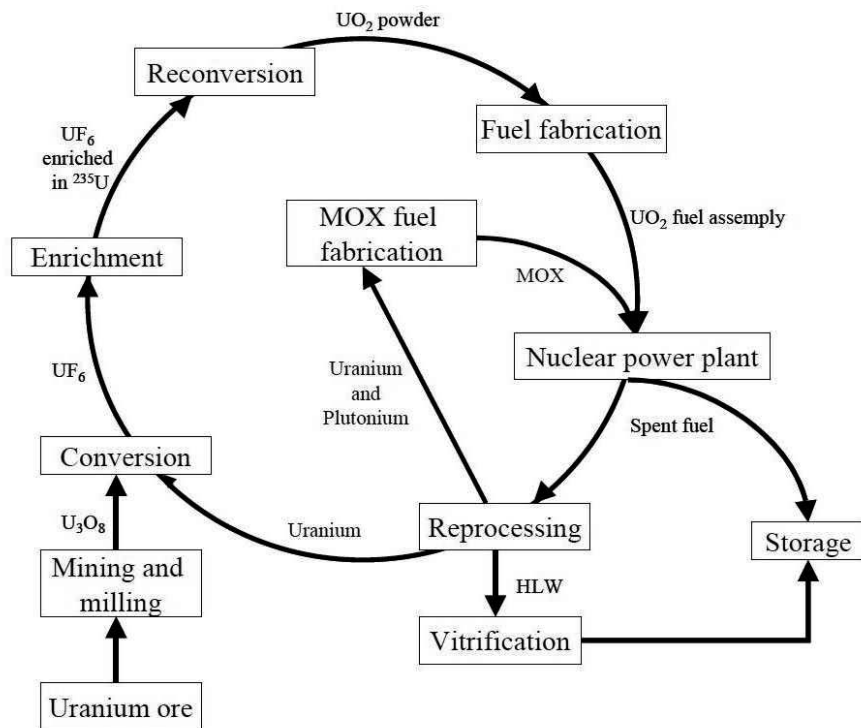 UO₂ powder
Reconversion
Fuel fabrication
UF₆
enriched
in ²³⁵U
MOX fuel
fabrication
UO₂ fuel assemply
Enrichment
MOX
Nuclear power plant
Uranium
and
Plutonium
UF₆
Spent fuel
Conversion
U₃O₈
Uranium
Reprocessing
Storage
Mining and
milling
HLW
Vitrification
Uranium ore